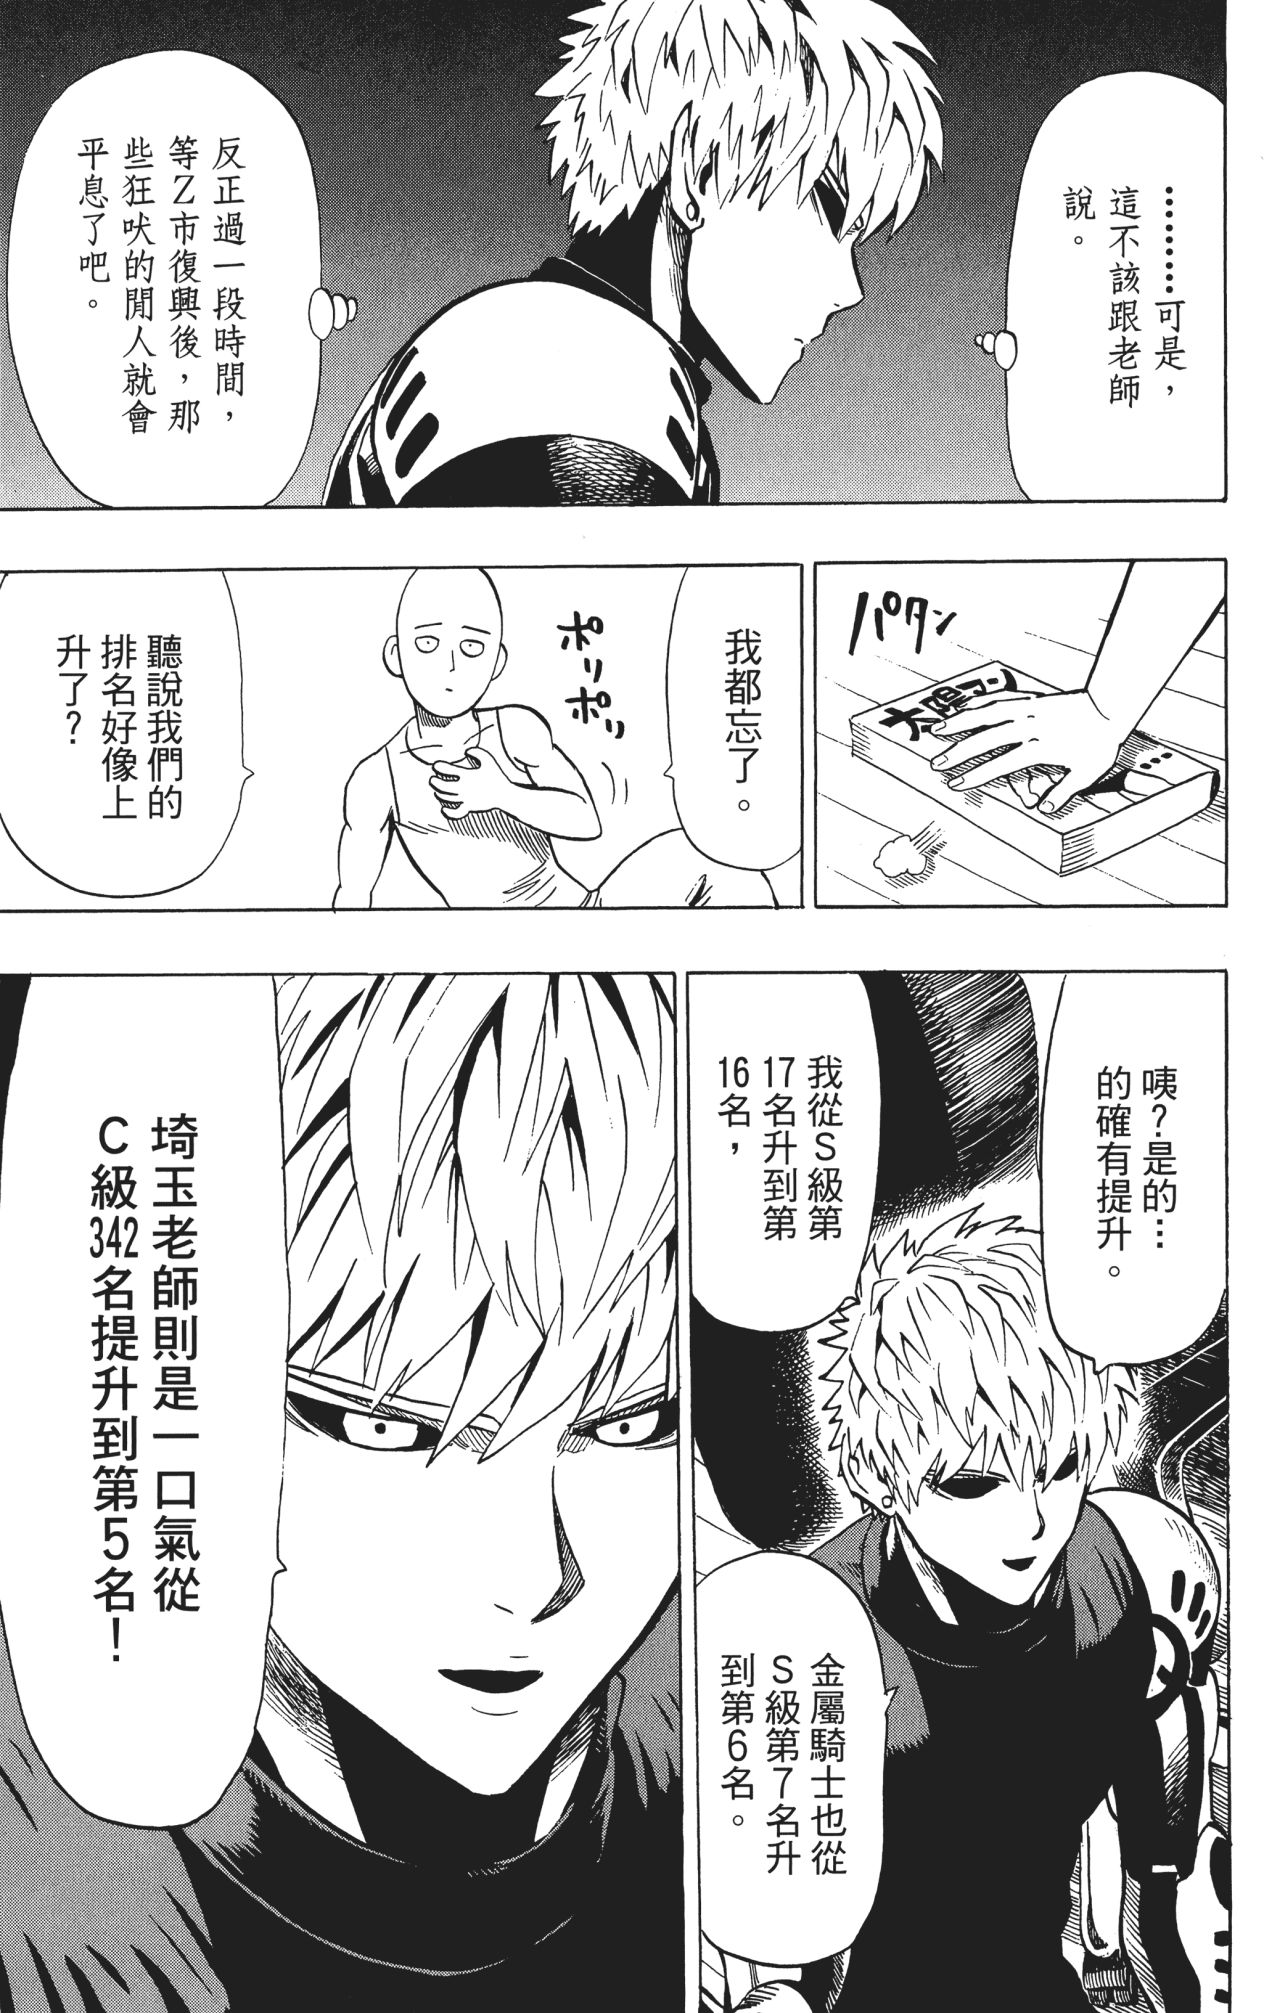 ………可是，
這不該跟老師
說。
反正過一段時間，
等Z市復興後，那
些狂吠的閒人就會
平息了吧。
パタン
太陽マン
我都忘了。
ポリポリ
聽說我們的
排名好像上
升了？
咦？是的…
的確有提升。
我從S級第
17名升到第
16名，
金屬騎士也從
S級第7名升
到第6名。
埼玉老師則是一口氣從
C級342名提升到第5名！